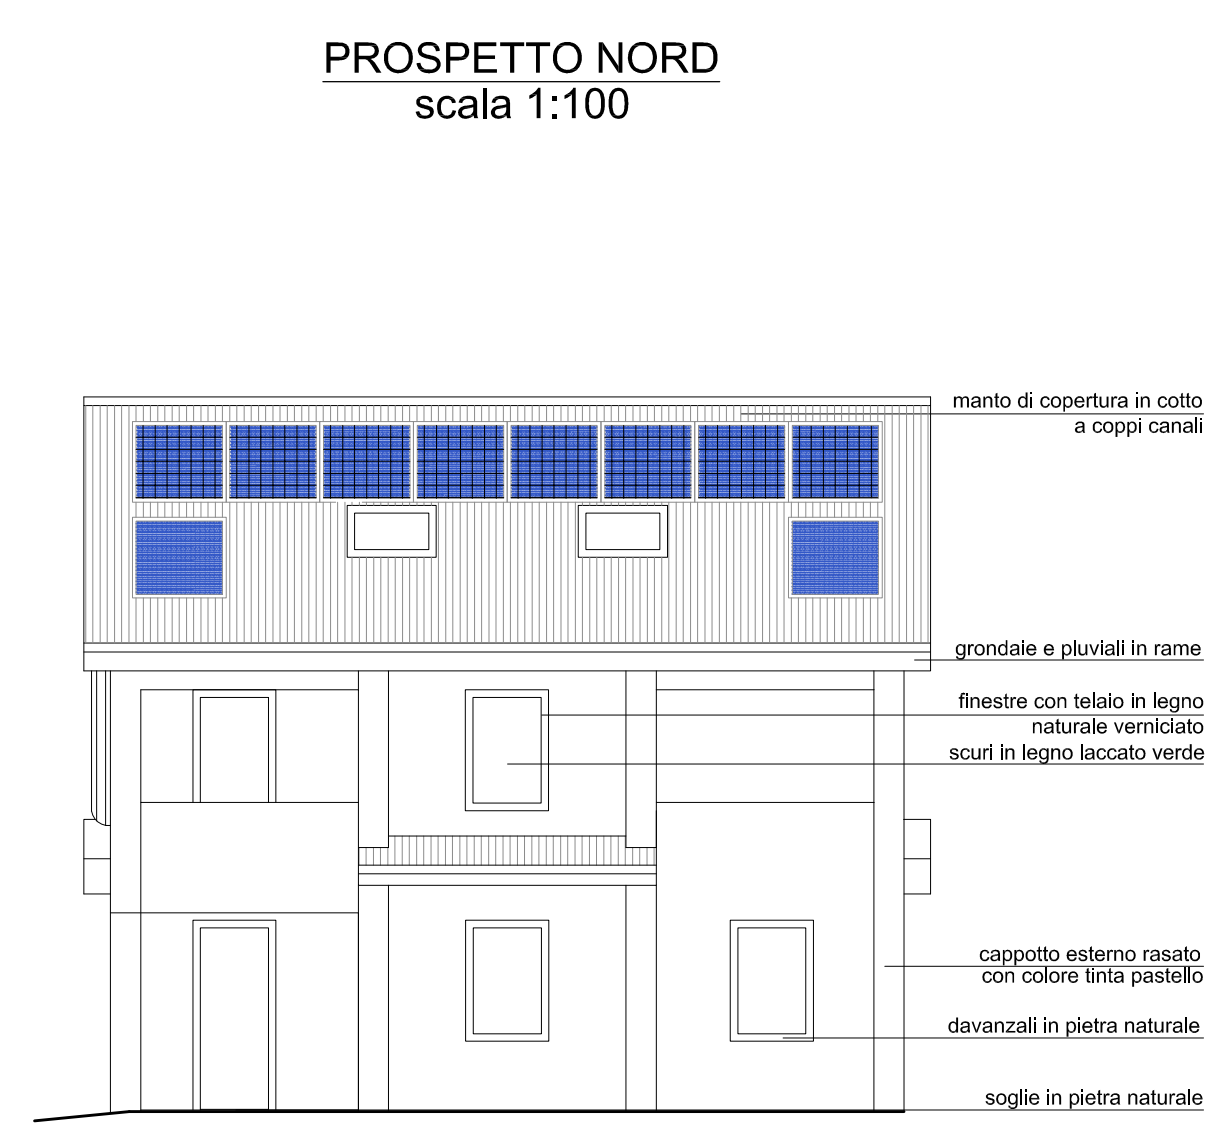 PROSPETTO NORD
scala 1:100
manto di copertura in cotto
a coppi canali
grondaie e pluviali in rame
finestre con telaio in legno
naturale verniciato
scuri in legno laccato verde
cappotto esterno rasato
con colore tinta pastello
davanzali in pietra naturale
soglie in pietra naturale